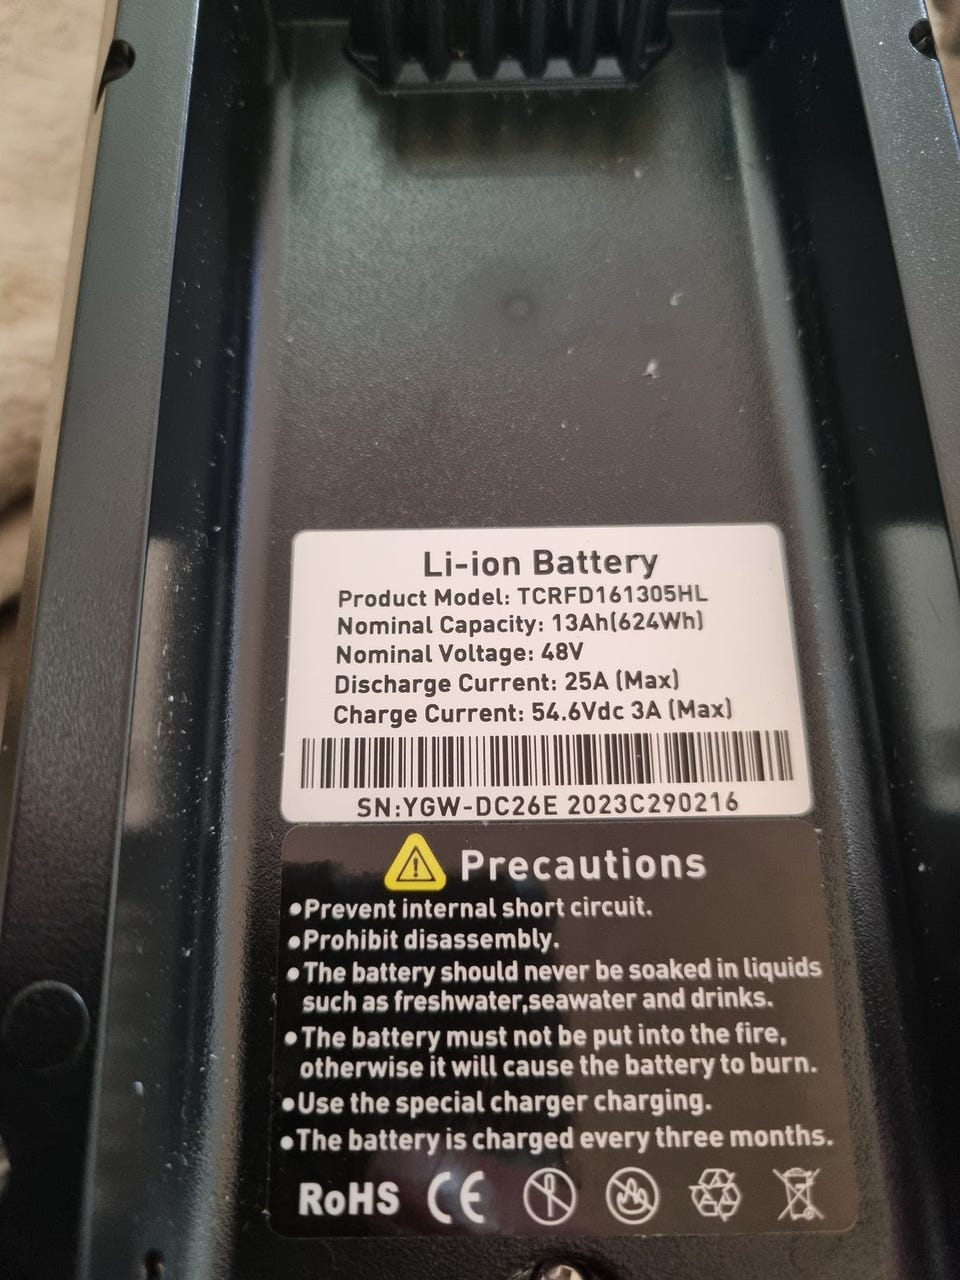 Li-ion Battery
Product Model: TCRFD161305HL
Nominal Capacity: 13Ah(624Wh)
Nominal Voltage: 48V
Discharge Current: 25A (Max)
Charge Current: 54.6Vdc 3A (Max)
SN:YGW-DC26E 2023C290216
Precautions
•Prevent internal short circuit.
•Prohibit disassembly.
•The battery should never be soaked in liquids
such as freshwater,seawater and drinks.
•The battery must not be put into the fire,
otherwise it will cause the battery to burn.
•Use the special charger charging.
•The battery is charged every three months.
RoHS CE